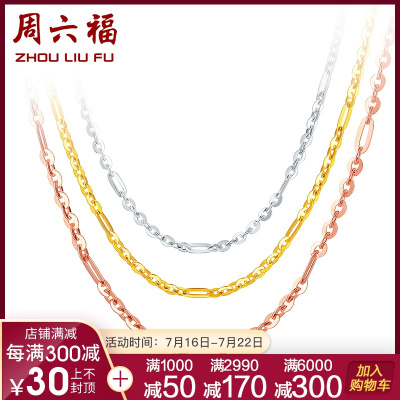 周六福
ZHOU LIU FU
店铺满减
每满300减
¥30上不封顶
活动时间：7月16日-7月22日
+
满1000
减50
满2990
减170
满6000
减300
加入
购物车